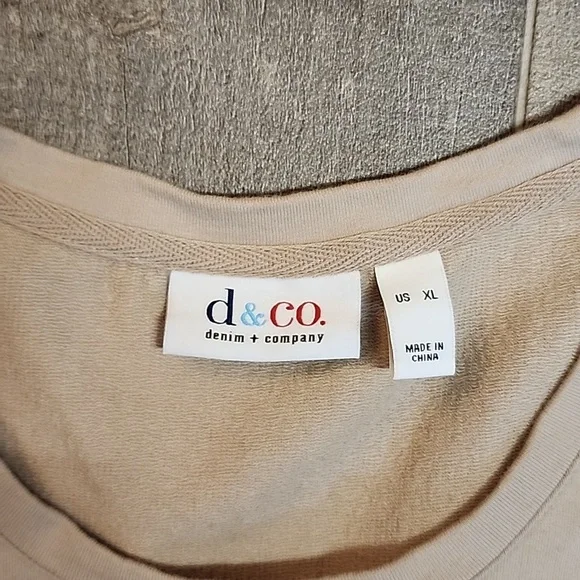 d&co.
denim + company
US XL
MADE IN
CHINA